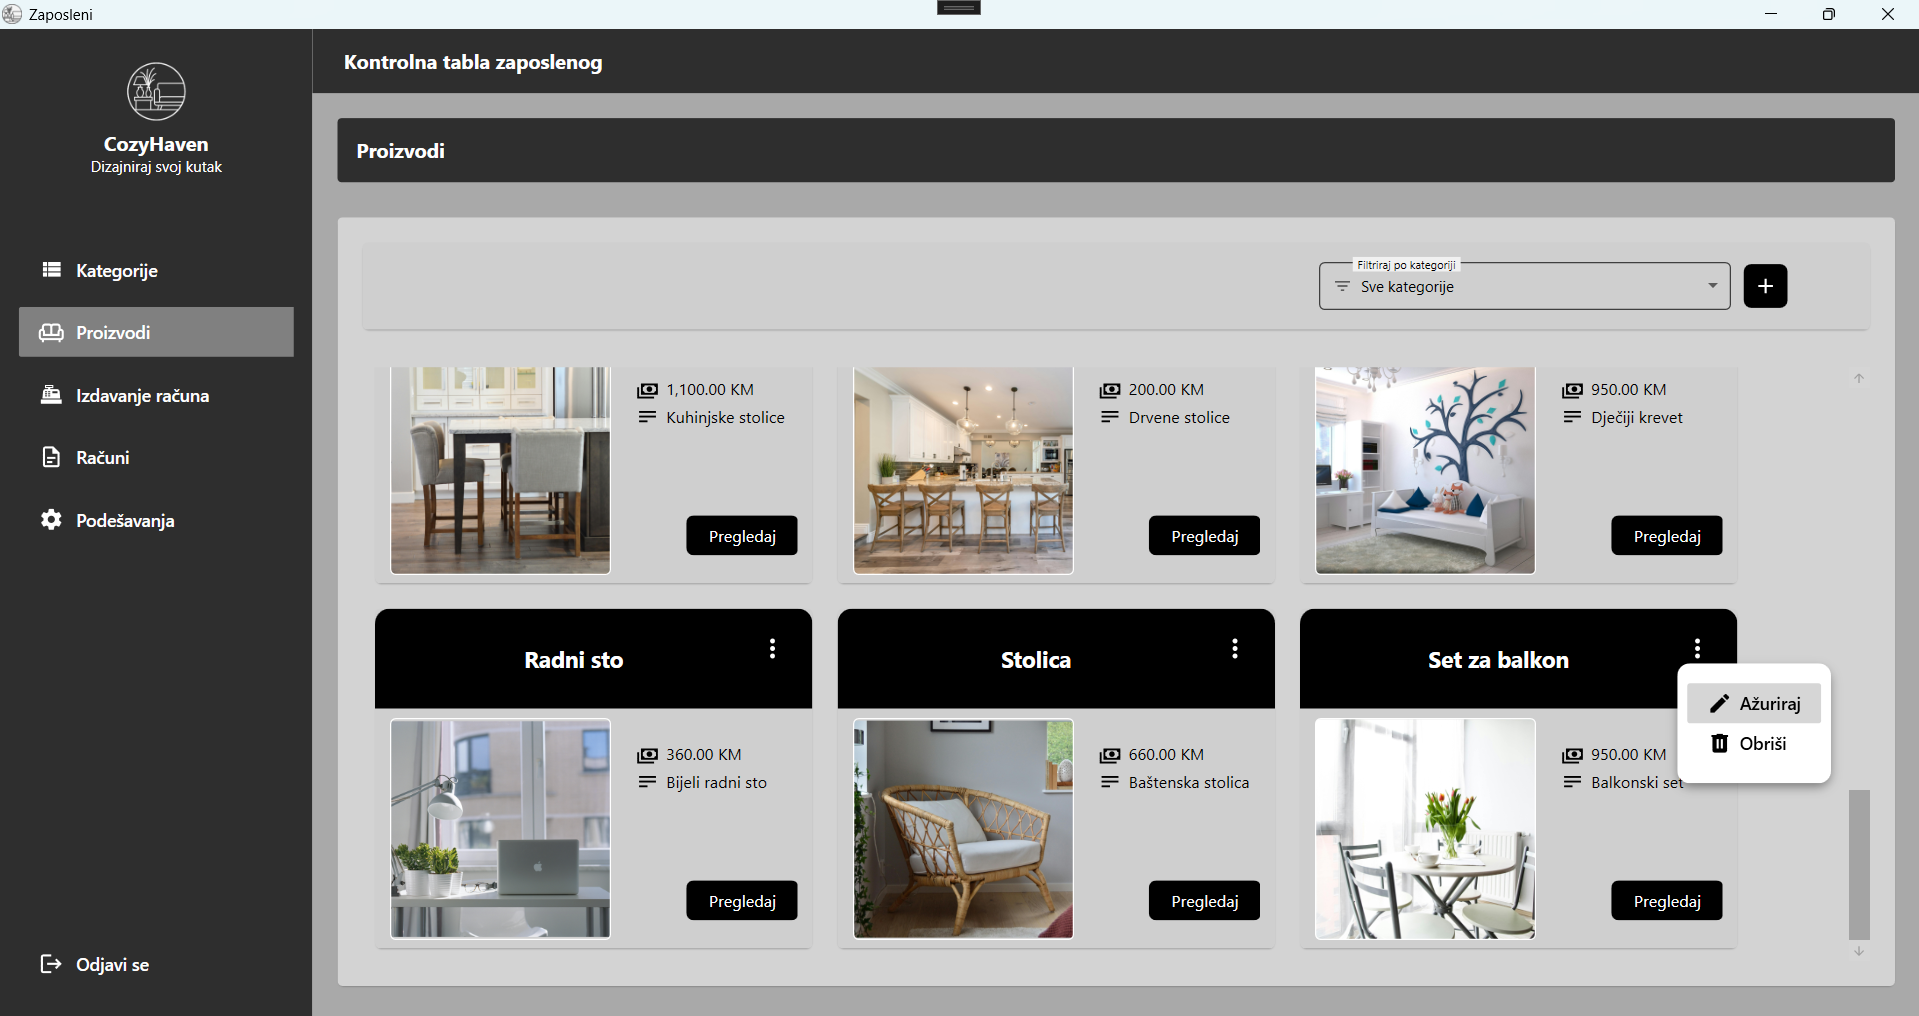 Zaposleni
CozyHaven
Dizajniraj svoj kutak
Kategorije
Proizvodi
Izdavanje računa
Računi
Podešavanja
Odjavi se
Kontrolna tabla zaposlenog
Proizvodi
Filtriraj po kategoriji
Sve kategorije
1,100.00 KM
Kuhinjske stolice
Pregledaj
200.00 KM
Drvene stolice
Pregledaj
950.00 KM
Dječiji krevet
Pregledaj
Radni sto
360.00 KM
Bijeli radni sto
Pregledaj
Stolica
660.00 KM
Baštenska stolica
Pregledaj
Set za balkon
950.00 KM
Balkonski set
Pregledaj
Ažuriraj
Obriši